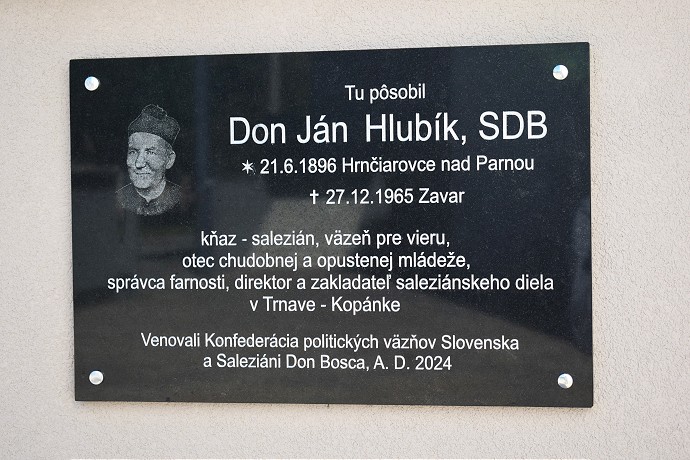 Tu pôsobil
Don Ján Hlubík, SDB
✶ 21.6.1896 Hrnčiarovce nad Parnou
† 27.12.1965 Zavar
kňaz - salezián, väzeň pre vieru,
otec chudobnej a opustenej mládeže,
správca farnosti, direktor a zakladateľ saleziánskeho diela
v Trnave - Kopánke
Venovali Konfederácia politických väzňov Slovenska
a Saleziáni Don Bosca, A. D. 2024